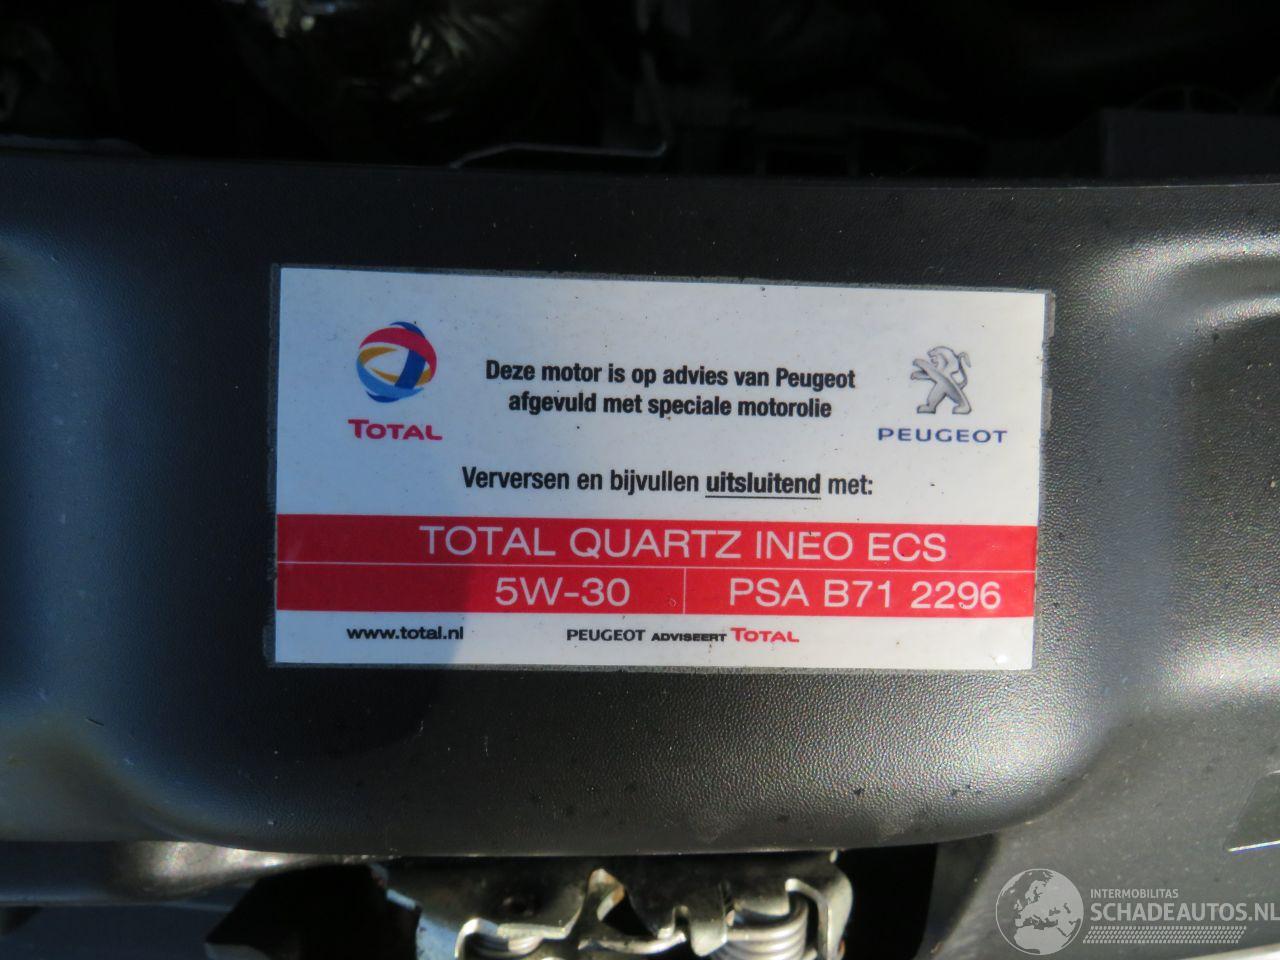 Deze motor is op advies van Peugeot
afgevuld met speciale motorolie
TOTAL
PEUGEOT
Verversen en bijvullen uitsluitend met:
TOTAL QUARTZ INEO ECS
5W-30 PSA B71 2296
www.total.nl PEUGEOT ADVISEERT TOTAL
INTERMOBILITAS
SCHADEAUTOS.NL